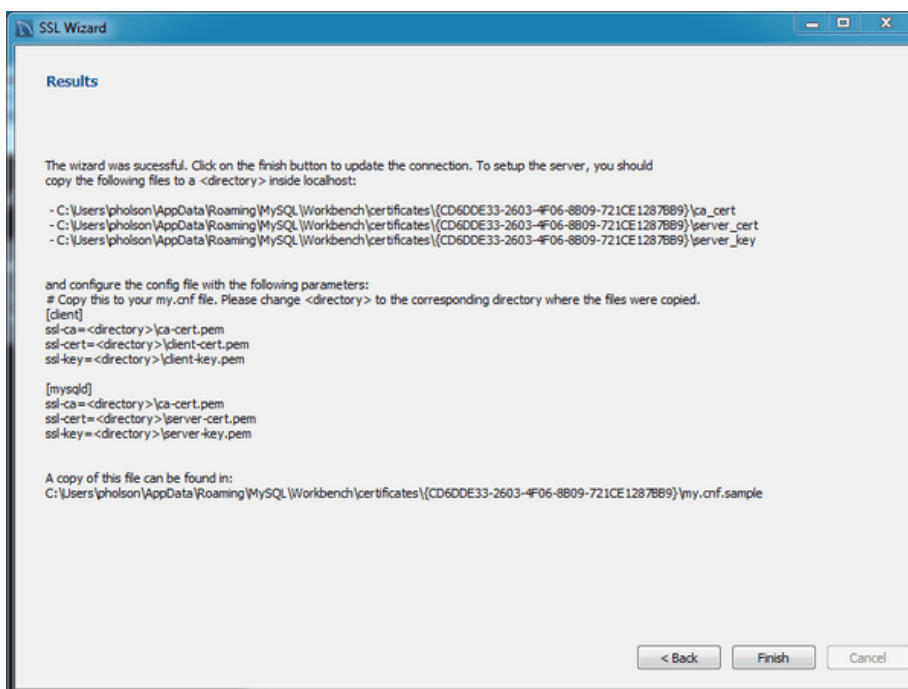 SSL Wizard
Results
The wizard was sucessful. Click on the finish button to update the connection. To setup the server, you should
copy the following files to a <directory> inside localhost:
- C:\Users\pholson\AppData\Roaming\MySQL\Workbench\certificates\{CD6DDE33-2603-4F06-8B09-721CE1287BB9}\ca_cert
- C:\Users\pholson\AppData\Roaming\MySQL\Workbench\certificates\{CD6DDE33-2603-4F06-8B09-721CE1287BB9}\server_cert
- C:\Users\pholson\AppData\Roaming\MySQL\Workbench\certificates\{CD6DDE33-2603-4F06-8B09-721CE1287BB9}\server_key
and configure the config file with the following parameters:
# Copy this to your my.cnf file. Please change <directory> to the corresponding directory where the files were copied.
[client]
ssl-ca=<directory>\ca-cert.pem
ssl-cert=<directory>\client-cert.pem
ssl-key=<directory>\client-key.pem
[mysqld]
ssl-ca=<directory>\ca-cert.pem
ssl-cert=<directory>\server-cert.pem
ssl-key=<directory>\server-key.pem
A copy of this file can be found in:
C:\Users\pholson\AppData\Roaming\MySQL\Workbench\certificates\{CD6DDE33-2603-4F06-8B09-721CE1287BB9}\my.cnf.sample
< Back Finish Cancel